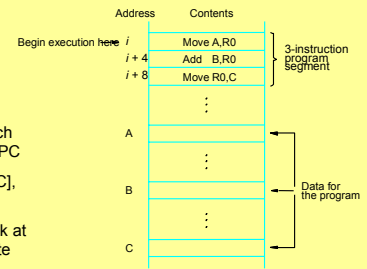 Address Contents
Begin execution here i Move A,R0
i + 4 Add B,R0
i + 8 Move R0,C
3-instruction
program
segment
A
B
C
Data for
the program
PC
C],
k at